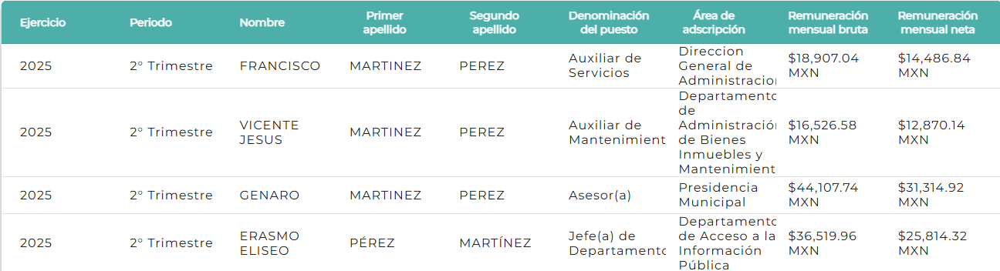 Ejercicio Periodo Nombre Primer apellido Segundo apellido Denominación del puesto Área de adscripción Remuneración mensual bruta Remuneración mensual neta
2025 2° Trimestre FRANCISCO MARTINEZ PEREZ Auxiliar de Servicios Direccion General de Administracion $18,907.04 MXN $14,486.84 MXN
2025 2° Trimestre VICENTE JESUS MARTINEZ PEREZ Auxiliar de Mantenimient Departamento de Administración de Bienes Inmuebles y Mantenimient $16,526.58 MXN $12,870.14 MXN
2025 2° Trimestre GENARO MARTINEZ PEREZ Asesor(a) Presidencia Municipal $44,107.74 MXN $31,314.92 MXN
2025 2° Trimestre ERASMO ELISEO PÉREZ MARTÍNEZ Jefe(a) de Departamento Departamento de Acceso a la Información Pública $36,519.96 MXN $25,814.32 MXN